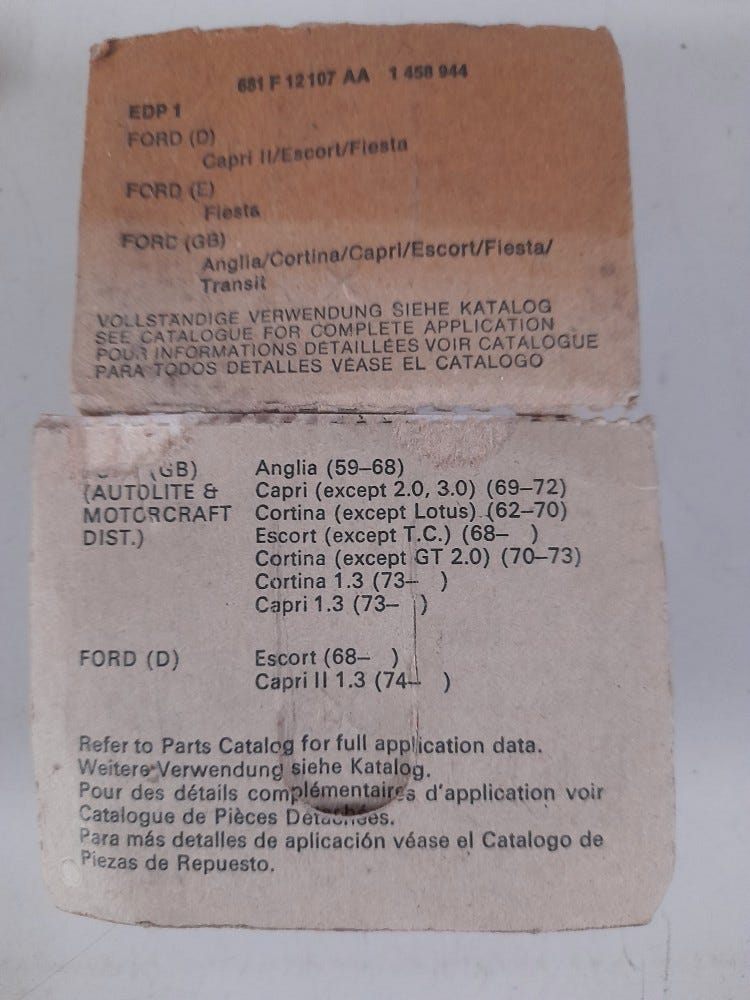 681 F 12107 AA 1 458 944
EDP 1
FORD (D)
Capri II/Escort/Fiesta
FORD (E)
Fiesta
FORD (GB)
Anglia/Cortina/Capri/Escort/Fiesta/
Transit
VOLLSTÄNDIGE VERWENDUNG SIEHE KATALOG
SEE CATALOGUE FOR COMPLETE APPLICATION
POUR INFORMATIONS DÉTAILLÉES VOIR CATALOGUE
PARA TODOS DETALLES VÉASE EL CATALOGO
(GB) Anglia (59–68)
(AUTOLITE & Capri (except 2.0, 3.0) (69–72)
MOTORCRAFT Cortina (except Lotus) (62–70)
DIST.) Escort (except T.C.) (68– )
Cortina (except GT 2.0) (70–73)
Cortina 1.3 (73– )
Capri 1.3 (73– )
FORD (D) Escort (68– )
Capri II 1.3 (74– )
Refer to Parts Catalog for full application data.
Weitere Verwendung siehe Katalog.
Pour des détails complémentaires d'application voir
Catalogue de Pièces Détachées.
Para más detalles de aplicación véase el Catalogo de
Piezas de Repuesto.